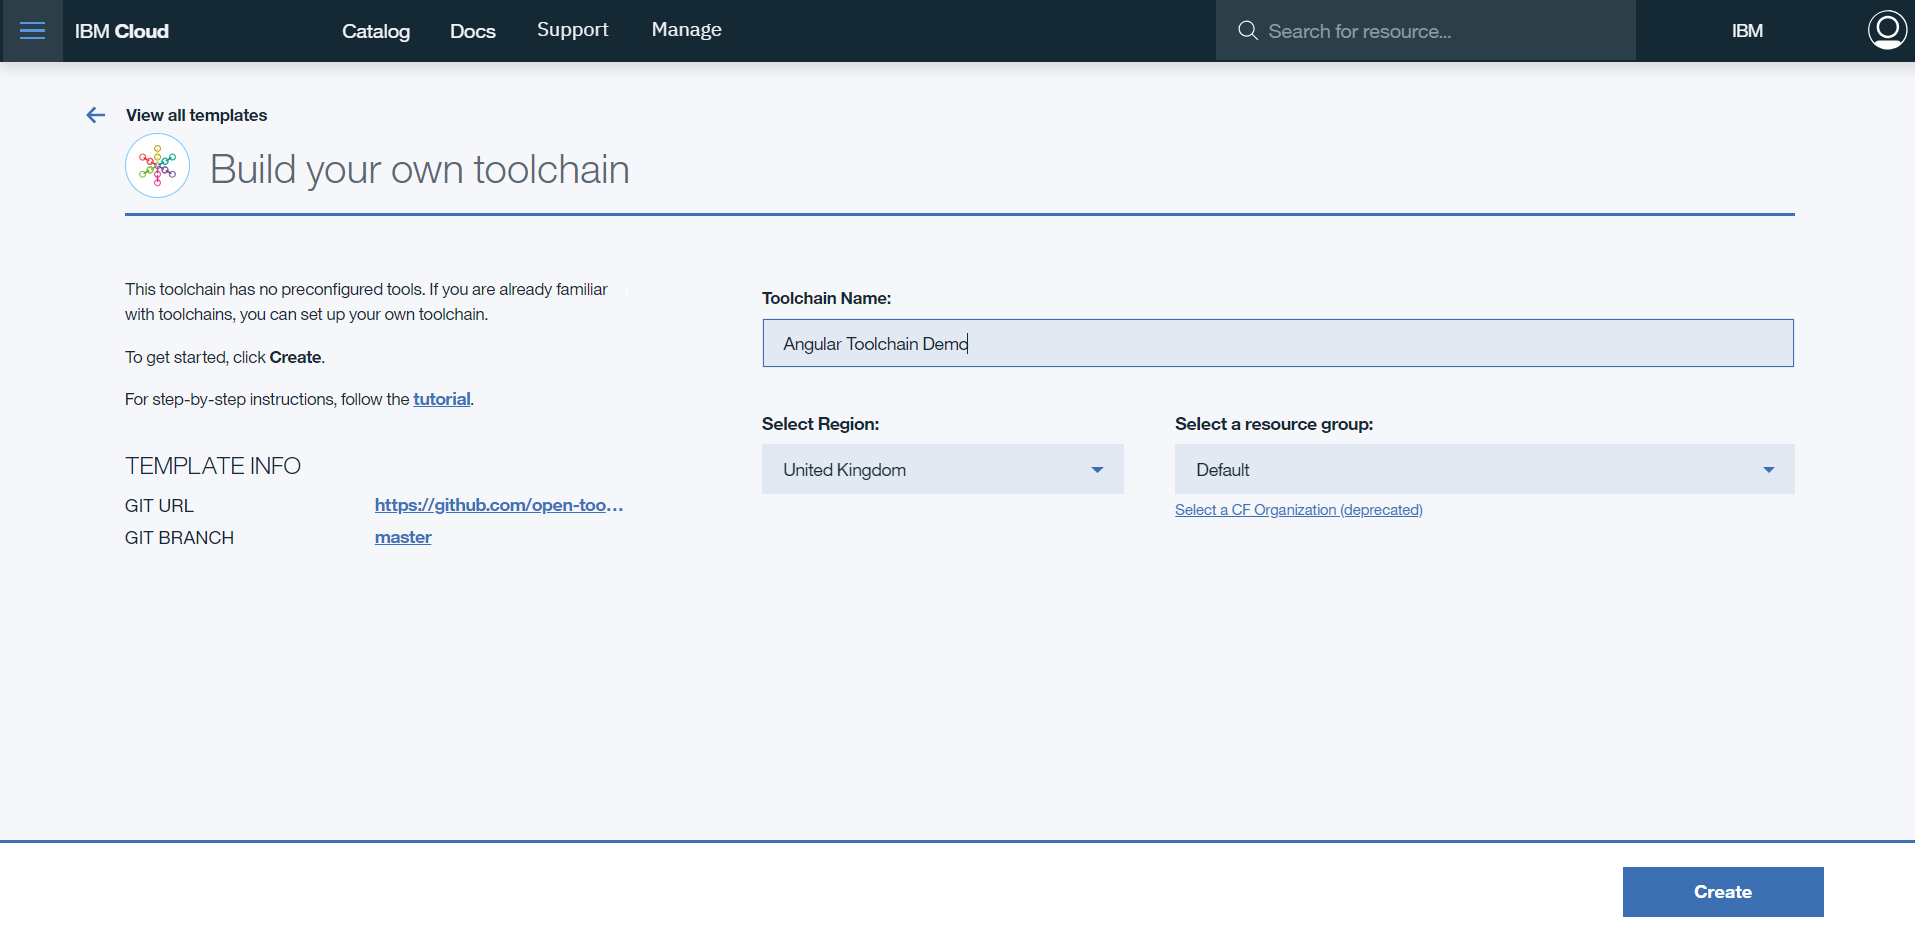 IBM Cloud
Catalog
Docs
Support
Manage
Search for resource...
IBM
View all templates
Build your own toolchain
This toolchain has no preconfigured tools. If you are already familiar
with toolchains, you can set up your own toolchain.
To get started, click Create.
For step-by-step instructions, follow the tutorial.
TEMPLATE INFO
GIT URL
https://github.com/open-too...
GIT BRANCH
master
Toolchain Name:
Angular Toolchain Demo
Select Region:
United Kingdom
Select a resource group:
Default
Select a CF Organization (deprecated)
Create